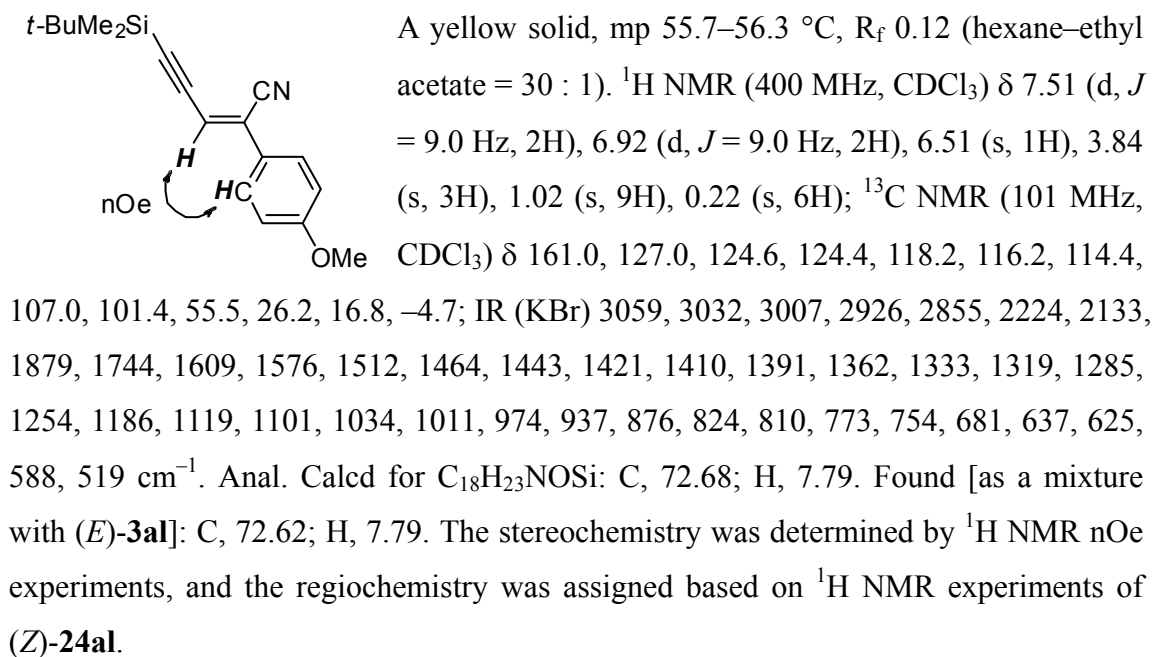 t-BuMe₂Si
CN
H
HC
nOe
OMe
A yellow solid, mp 55.7–56.3 °C, R_f 0.12 (hexane–ethyl
acetate = 30 : 1). ¹H NMR (400 MHz, CDCl₃) δ 7.51 (d, J
= 9.0 Hz, 2H), 6.92 (d, J = 9.0 Hz, 2H), 6.51 (s, 1H), 3.84
(s, 3H), 1.02 (s, 9H), 0.22 (s, 6H); ¹³C NMR (101 MHz,
CDCl₃) δ 161.0, 127.0, 124.6, 124.4, 118.2, 116.2, 114.4,
107.0, 101.4, 55.5, 26.2, 16.8, –4.7; IR (KBr) 3059, 3032, 3007, 2926, 2855, 2224, 2133,
1879, 1744, 1609, 1576, 1512, 1464, 1443, 1421, 1410, 1391, 1362, 1333, 1319, 1285,
1254, 1186, 1119, 1101, 1034, 1011, 974, 937, 876, 824, 810, 773, 754, 681, 637, 625,
588, 519 cm⁻¹. Anal. Calcd for C₁₈H₂₃NOSi: C, 72.68; H, 7.79. Found [as a mixture
with (E)-3al]: C, 72.62; H, 7.79. The stereochemistry was determined by ¹H NMR nOe
experiments, and the regiochemistry was assigned based on ¹H NMR experiments of
(Z)-24al.